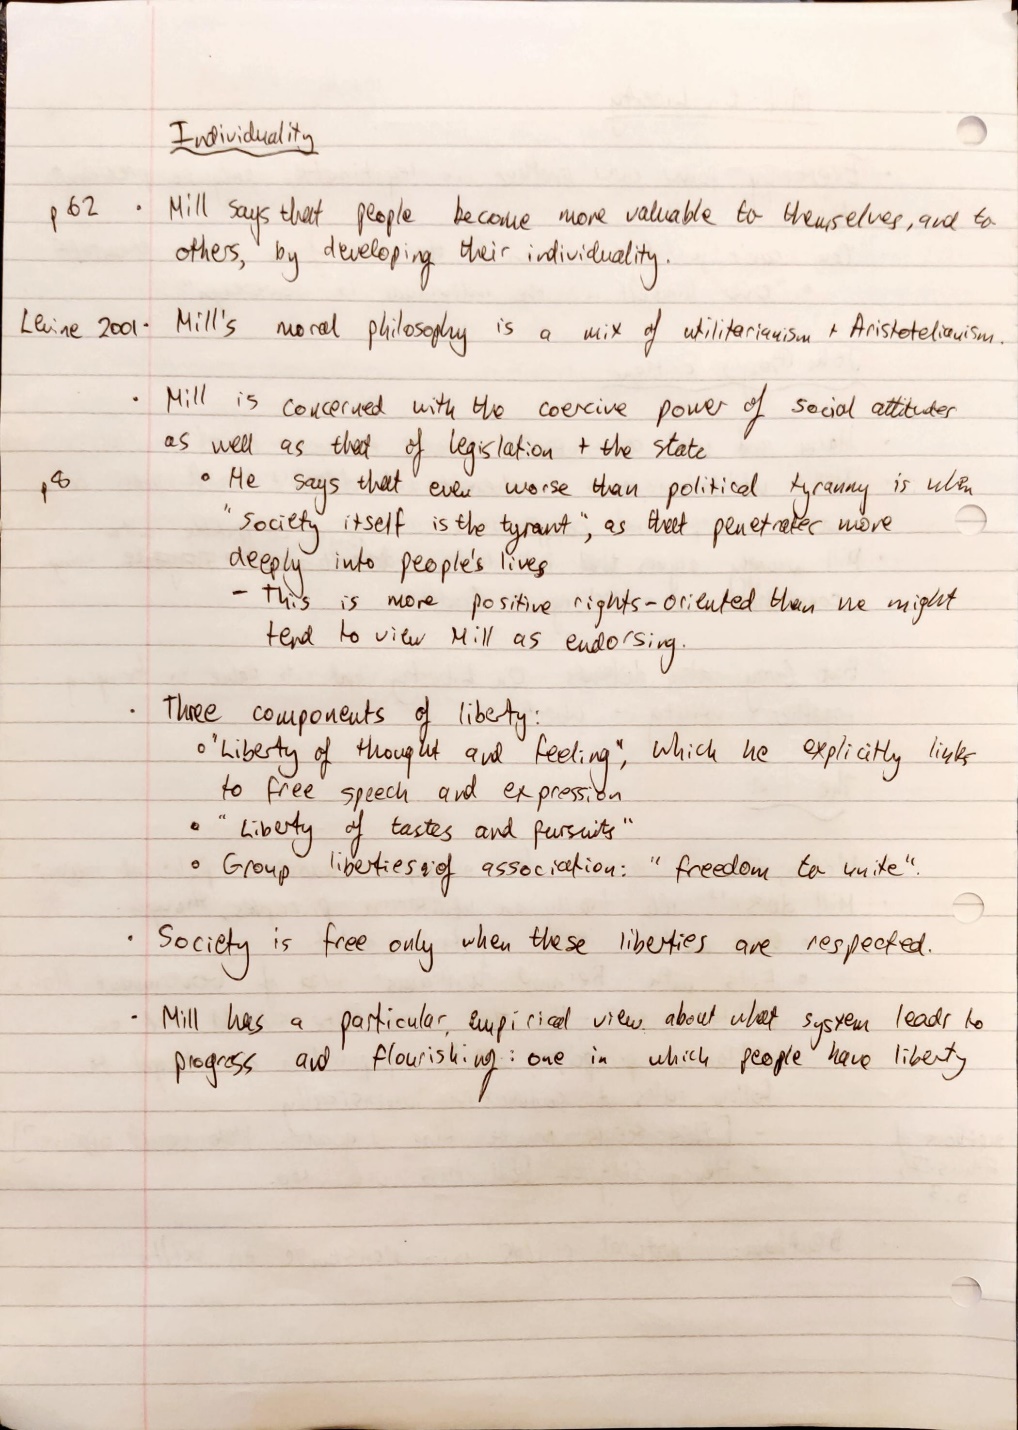 Individuality
p 62 · Mill says that people become more valuable to themselves, and to
others, by developing their individuality.
Levine 2001 · Mill's moral philosophy is a mix of utilitarianism + Aristotelianism.
· Mill is concerned with the coercive power of social attitudes
as well as that of legislation + the state
p8 ∘ He says that even worse than political tyranny is when
"society itself is the tyrant", as that penetrates more
deeply into people's lives
- This is more positive rights-oriented than we might
tend to view Mill as endorsing.
· Three components of liberty:
∘ "Liberty of thought and feeling", which he explicitly links
to free speech and expression
∘ "Liberty of tastes and pursuits"
∘ Group liberties of association: "freedom to unite".
· Society is free only when these liberties are respected.
· Mill has a particular, empirical view about what system leads to
progress and flourishing: one in which people have liberty